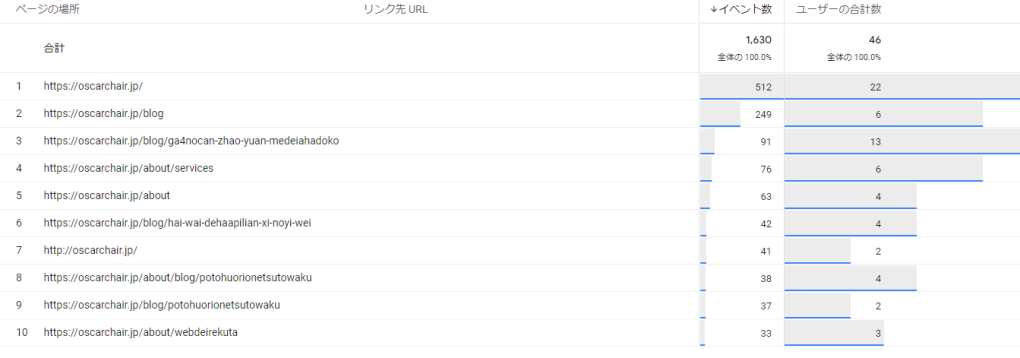 ページの場所 リンク先 URL ↓イベント数 ユーザーの合計数
合計 1,630 46
全体の 100.0% 全体の 100.0%
1 https://oscarchair.jp/ 512 22
2 https://oscarchair.jp/blog 249 6
3 https://oscarchair.jp/blog/ga4nocan-zhao-yuan-medeiahadoko 91 13
4 https://oscarchair.jp/about/services 76 6
5 https://oscarchair.jp/about 63 4
6 https://oscarchair.jp/blog/hai-wai-dehaapilian-xi-noyi-wei 42 4
7 http://oscarchair.jp/ 41 2
8 https://oscarchair.jp/about/blog/potohuorionetsutowaku 38 4
9 https://oscarchair.jp/blog/potohuorionetsutowaku 37 2
10 https://oscarchair.jp/about/webdeirekuta 33 3